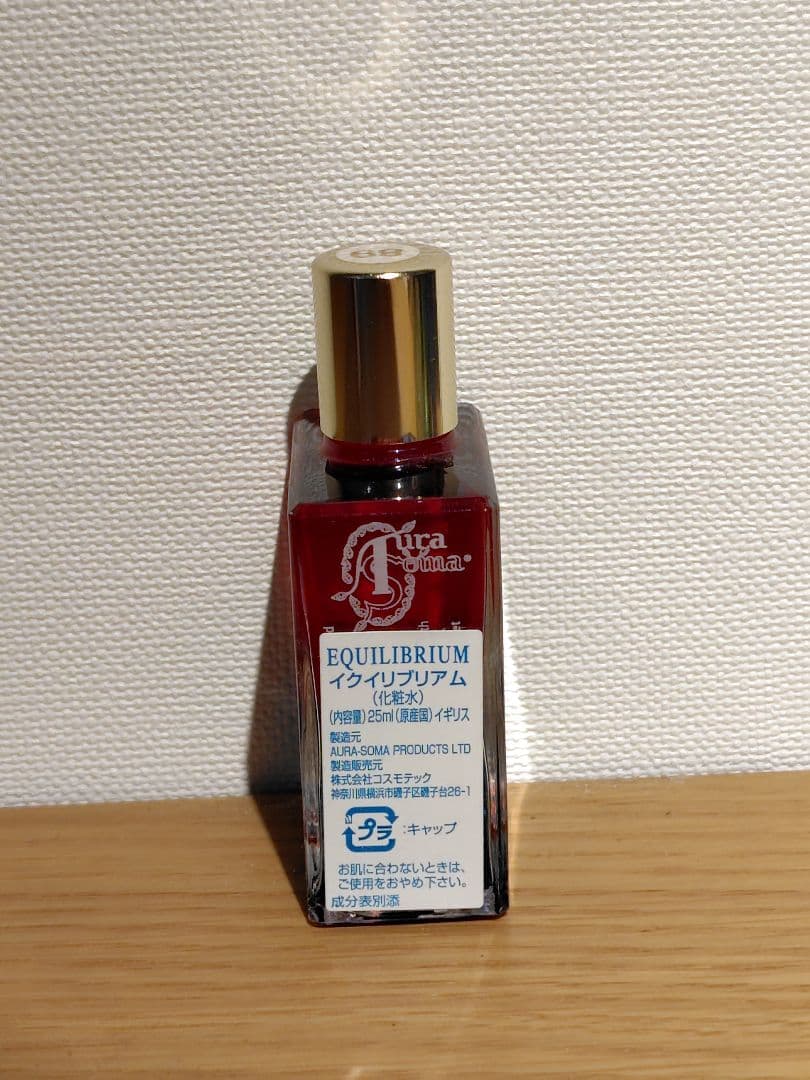 Aura
Soma®
EQUILIBRIUM
イクイリブリアム
(化粧水)
(内容量)25ml(原産国)イギリス
製造元
AURA-SOMA PRODUCTS LTD
製造販売元
株式会社コスモテック
神奈川県横浜市磯子区磯子台26-1
プラ :キャップ
お肌に合わないときは、
ご使用をおやめ下さい。
成分表別添